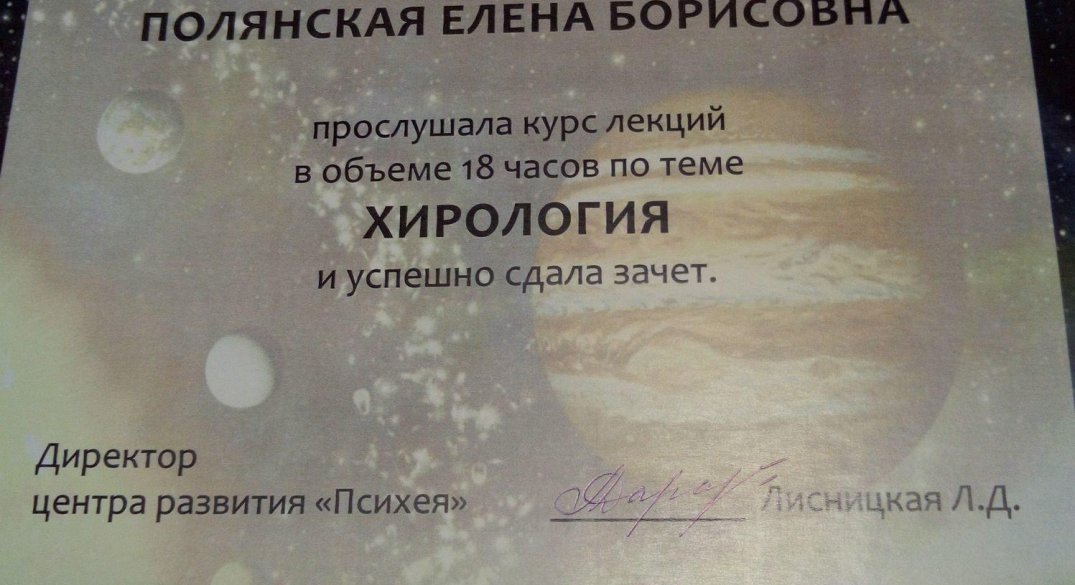 ПОЛЯНСКАЯ ЕЛЕНА БОРИСОВНА
прослушала курс лекций
в объеме 18 часов по теме
ХИРОЛОГИЯ
и успешно сдала зачет.
Директор
центра развития «Психея» Лисницкая Л.Д.